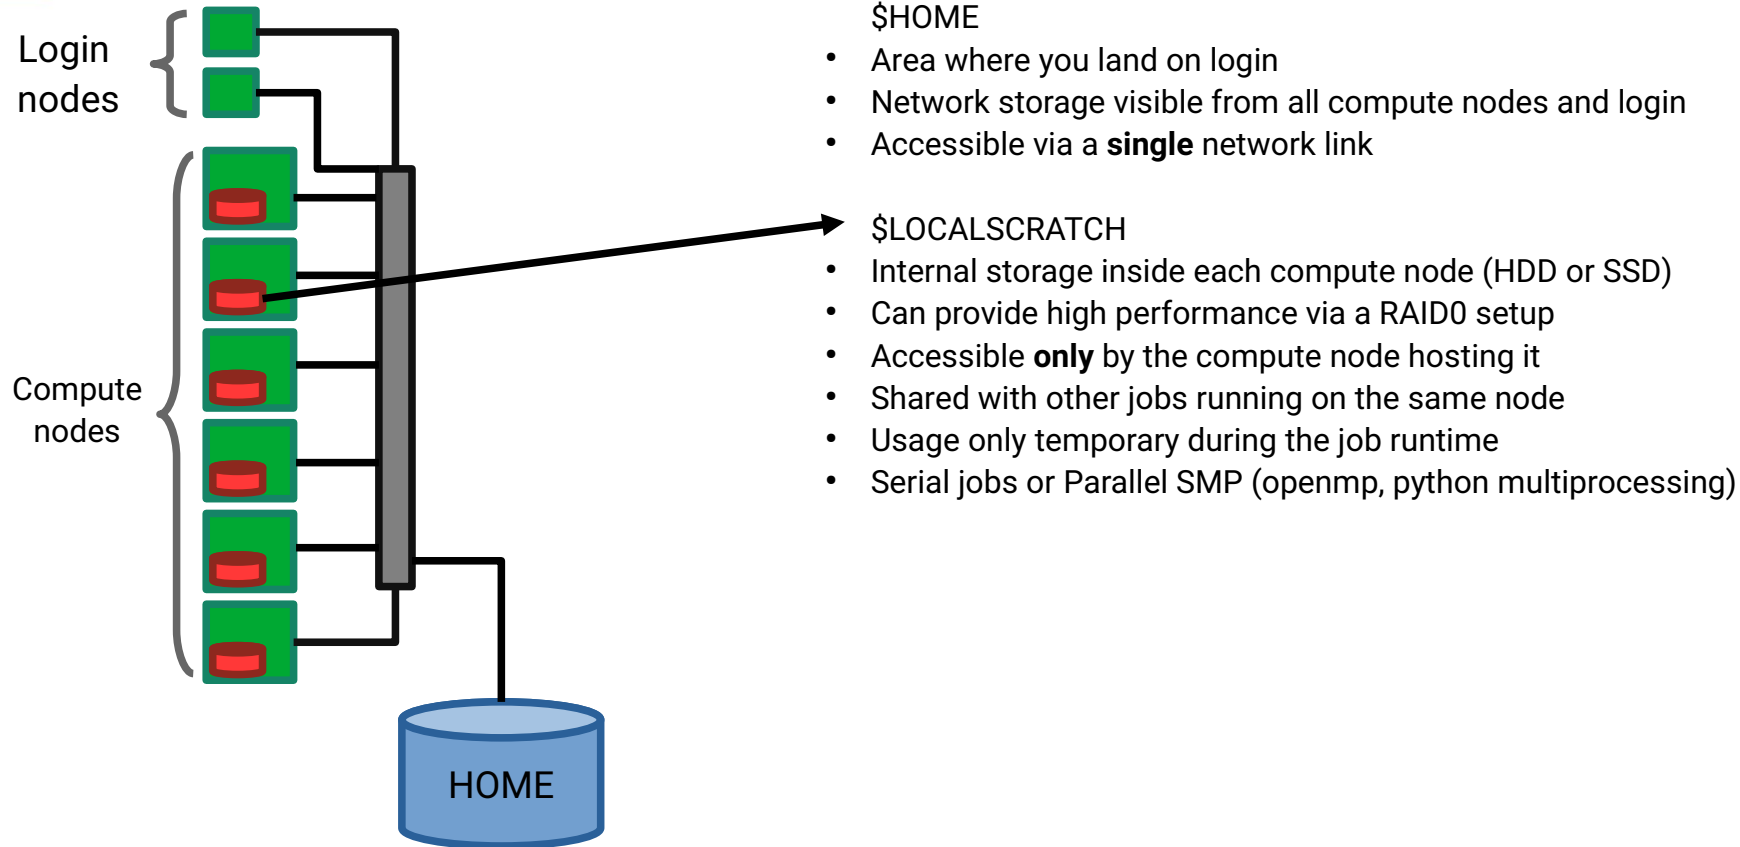 Login
nodes
Compute
nodes
HOME
$HOME
• Area where you land on login
• Network storage visible from all compute nodes and login
• Accessible via a single network link
$LOCALSCRATCH
• Internal storage inside each compute node (HDD or SSD)
• Can provide high performance via a RAID0 setup
• Accessible only by the compute node hosting it
• Shared with other jobs running on the same node
• Usage only temporary during the job runtime
• Serial jobs or Parallel SMP (openmp, python multiprocessing)